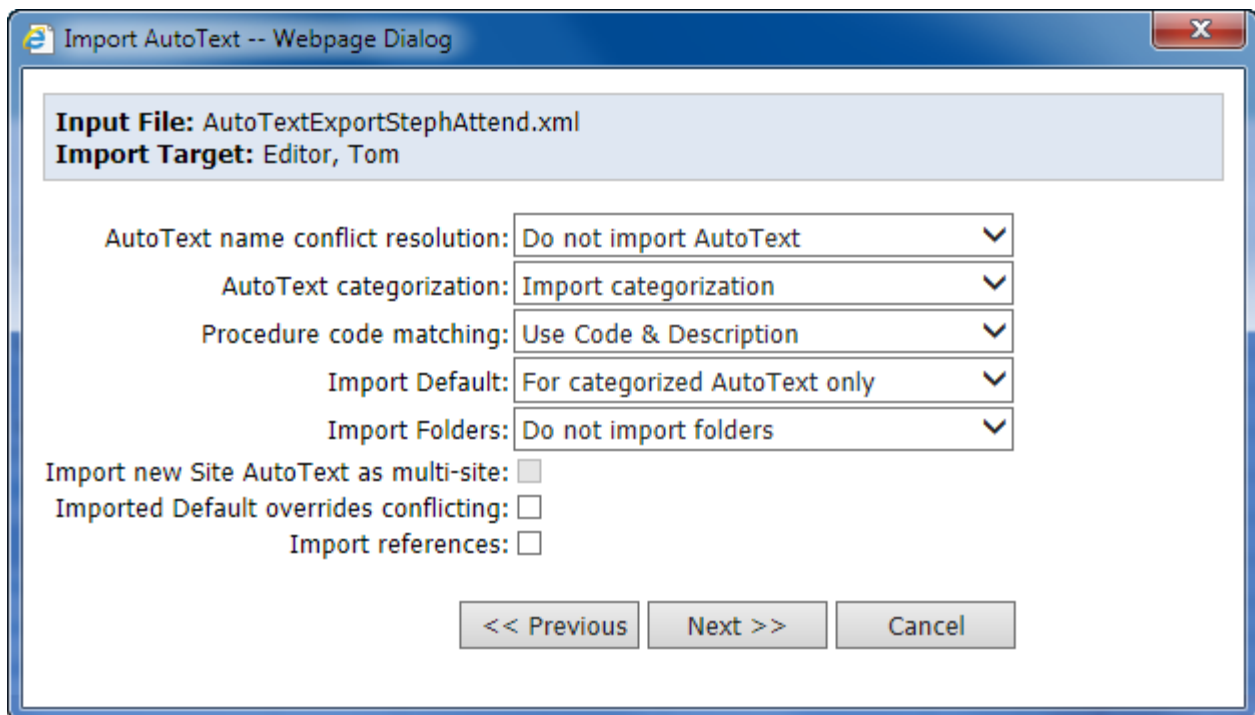 Import AutoText -- Webpage Dialog
x
Input File: AutoTextExportStephAttend.xml
Import Target: Editor, Tom
AutoText name conflict resolution: Do not import AutoText
AutoText categorization: Import categorization
Procedure code matching: Use Code & Description
Import Default: For categorized AutoText only
Import Folders: Do not import folders
Import new Site AutoText as multi-site:
Imported Default overrides conflicting:
Import references:
<< Previous Next >> Cancel